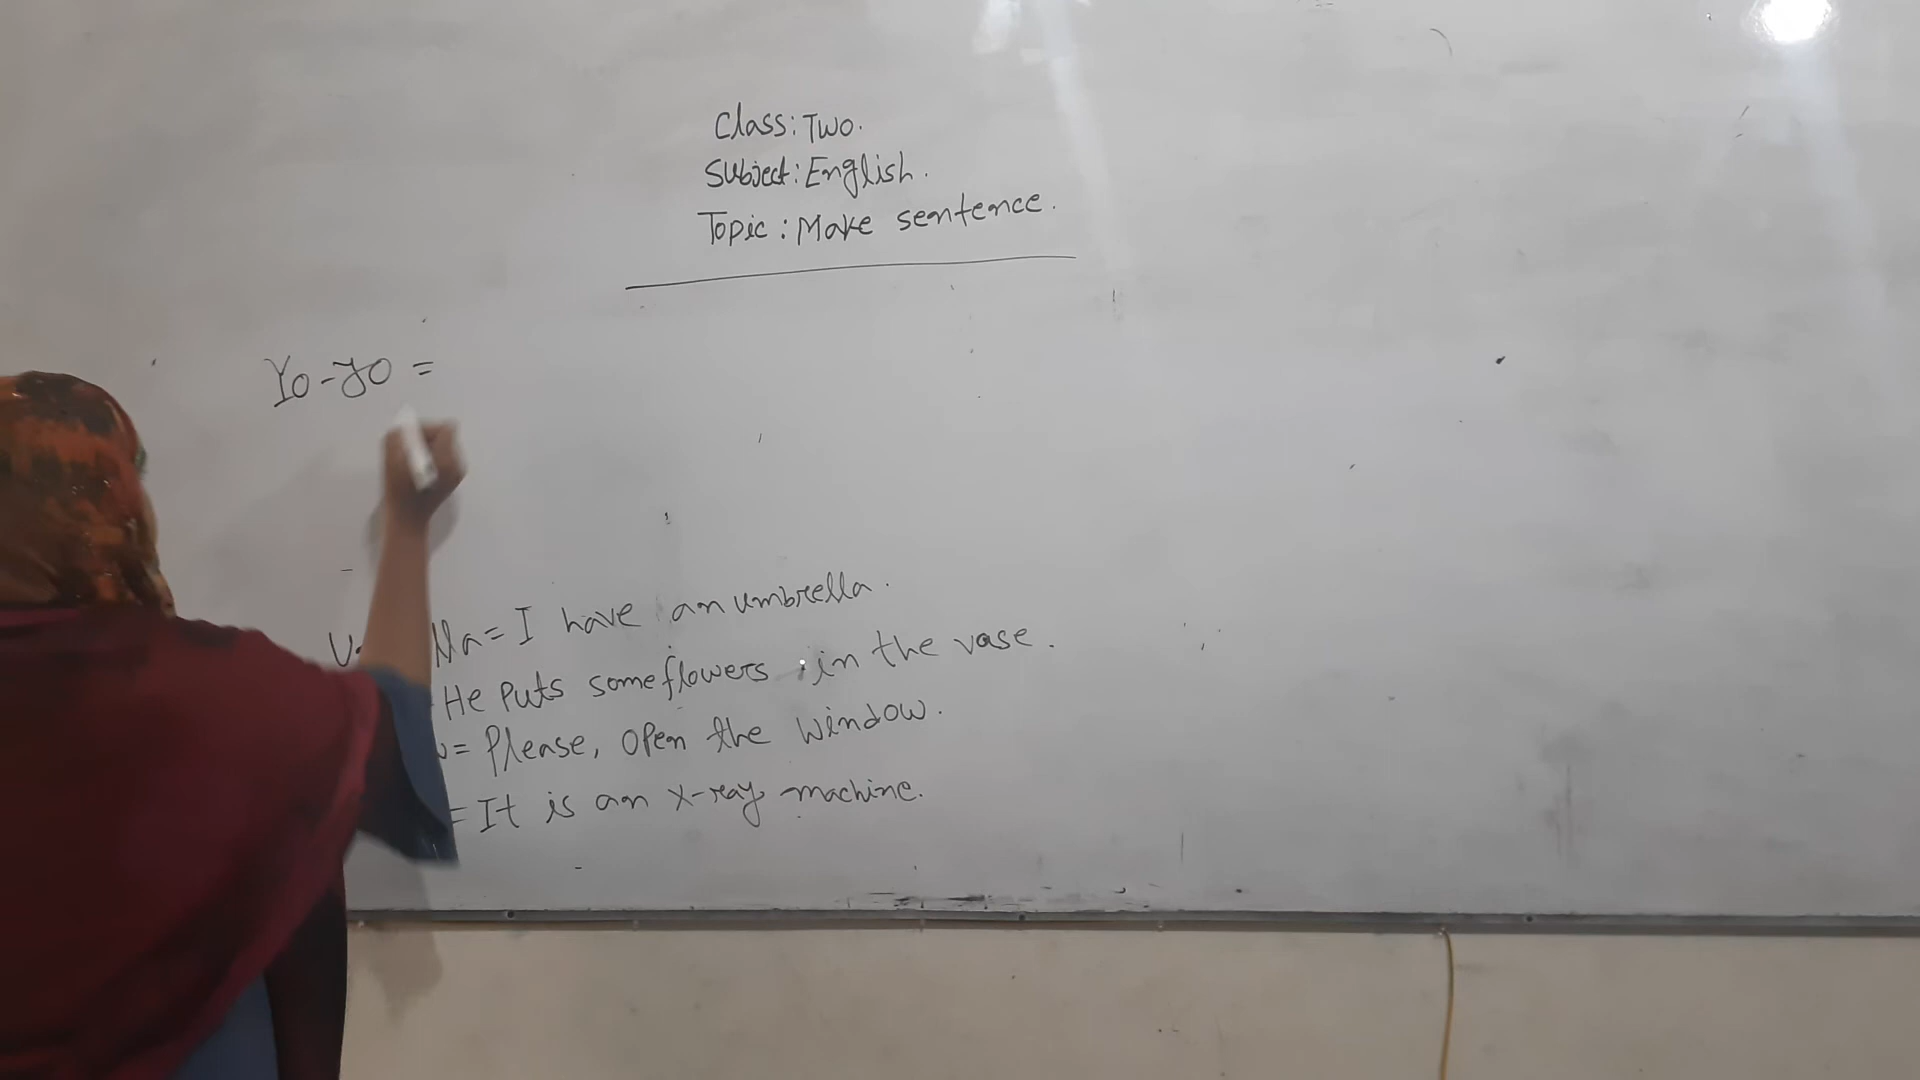 Class: Two.
Subject: English.
Topic: Make sentence.
Yo-yo =
= I have an umbrella.
He puts some flowers in the vase.
= Please, open the window.
= It is an x-ray machine.